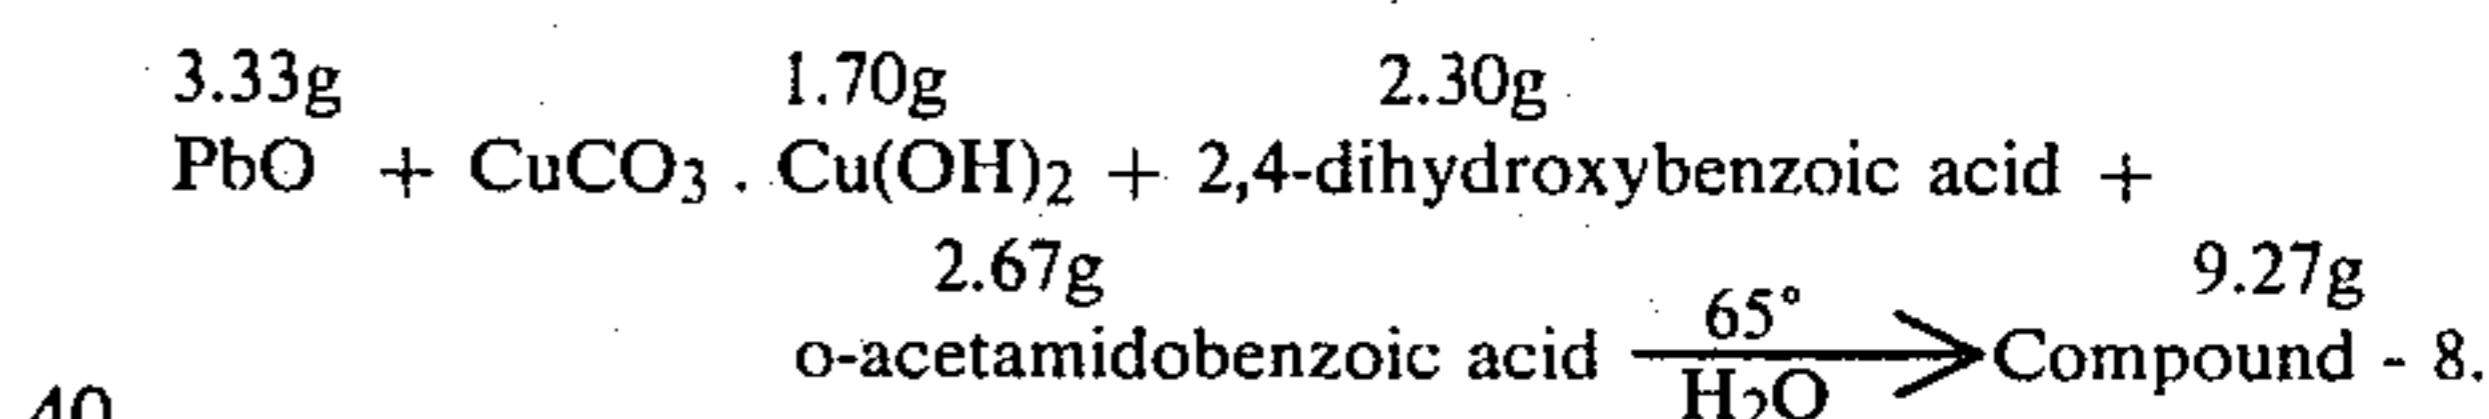 3.33g 1.70g 2.30g
PbO + CuCO3 . Cu(OH)2 + 2,4-dihydroxybenzoic acid +
2.67g 9.27g
65°
o-acetamidobenzoic acid ⟶ Compound - 8.
H2O
40